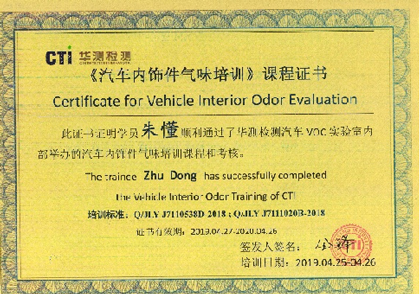 CTi 华测检测
《汽车内饰件气味培训》课程证书
Certificate for Vehicle Interior Odor Evaluation
此证书证明学员 朱懂 顺利通过了华测检测汽车VOC实验室内
部举办的汽车内饰件气味培训课程和考核。
The trainee Zhu Dong has successfully completed
the Vehicle Interior Odor Training of CTI
培训标准：Q/JLY J7110538D-2018；Q/JLY J7111020B-2018
证书有效期：2019.04.27-2020.04.26
签发人签名：
培训日期：2019.04.25-04.26